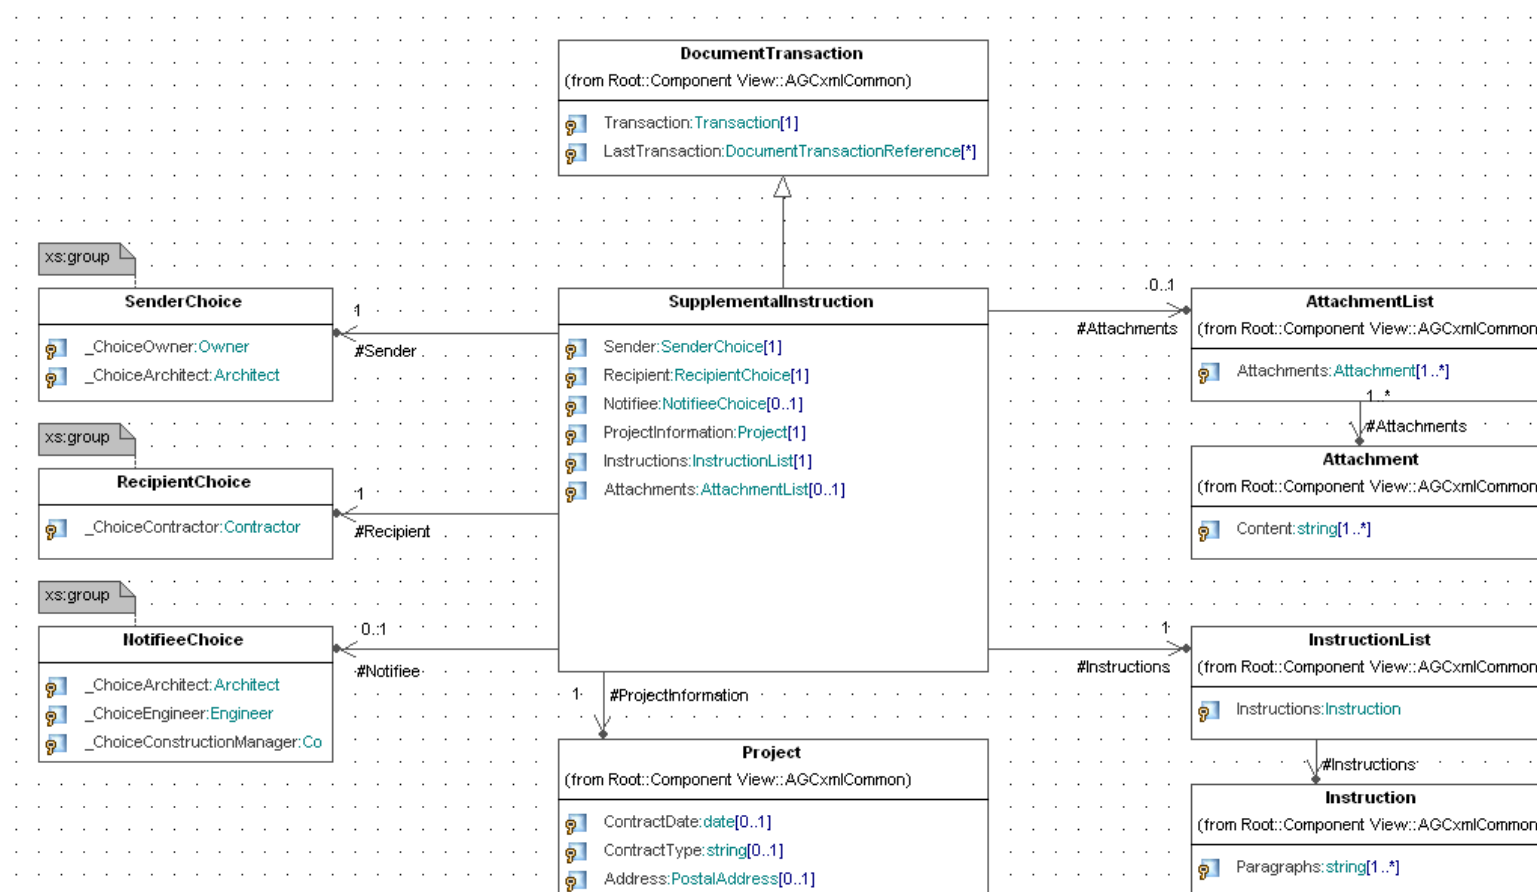 DocumentTransaction
(from Root::Component View::AGCxmlCommon)
Transaction:Transaction[1]
LastTransaction:DocumentTransactionReference[*]
xs:group
SenderChoice
_ChoiceOwner:Owner
_ChoiceArchitect:Architect
1
#Sender
SupplementalInstruction
Sender:SenderChoice[1]
Recipient:RecipientChoice[1]
Notifiee:NotifieeChoice[0..1]
ProjectInformation:Project[1]
Instructions:InstructionList[1]
Attachments:AttachmentList[0..1]
0..1
#Attachments
AttachmentList
(from Root::Component View::AGCxmlCommon
Attachments:Attachment[1..*]
1..*
#Attachments
Attachment
(from Root::Component View::AGCxmlCommon
Content:string[1..*]
xs:group
RecipientChoice
_ChoiceContractor:Contractor
1
#Recipient
xs:group
NotifieeChoice
_ChoiceArchitect:Architect
_ChoiceEngineer:Engineer
_ChoiceConstructionManager:Co
0..1
#Notifiee
1
#ProjectInformation
1
#Instructions
InstructionList
(from Root::Component View::AGCxmlCommon
Instructions:Instruction
#Instructions
Instruction
(from Root::Component View::AGCxmlCommon
Paragraphs:string[1..*]
Project
(from Root::Component View::AGCxmlCommon)
ContractDate:date[0..1]
ContractType:string[0..1]
Address:PostalAddress[0..1]